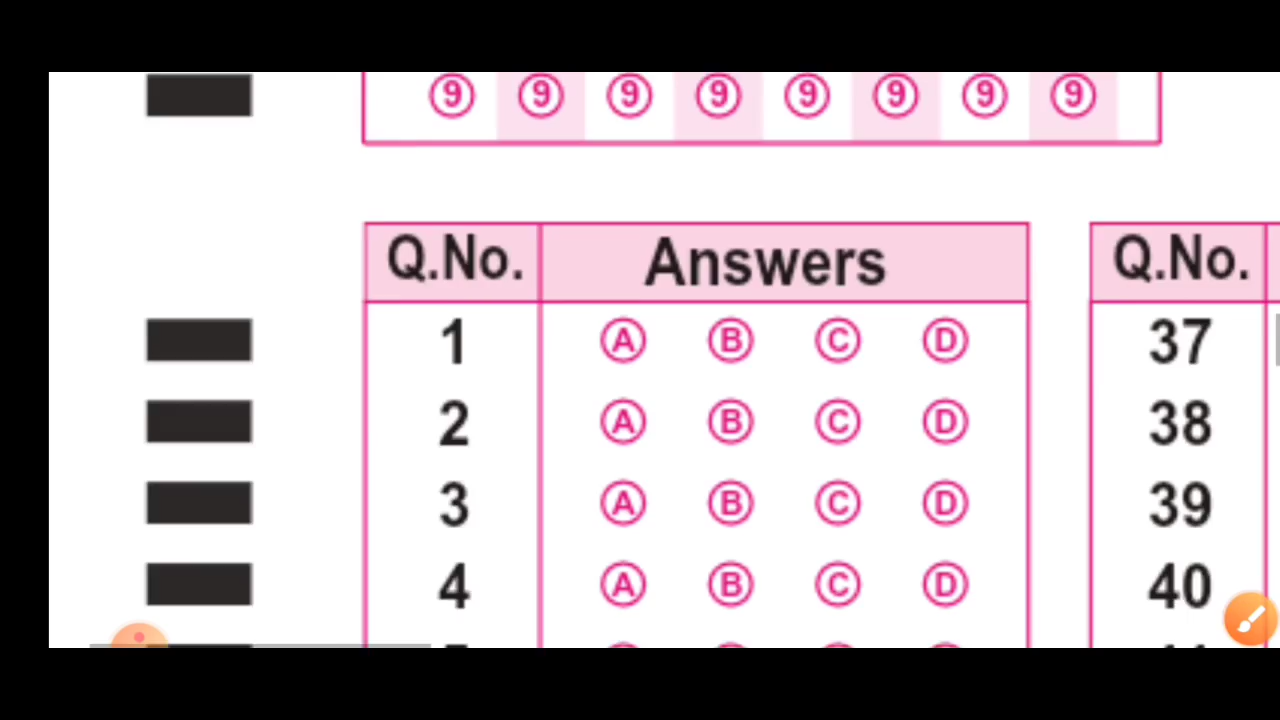 9 9 9 9 9 9 9 9
Q.No. Answers Q.No.
1 A B C D 37
2 A B C D 38
3 A B C D 39
4 A B C D 40